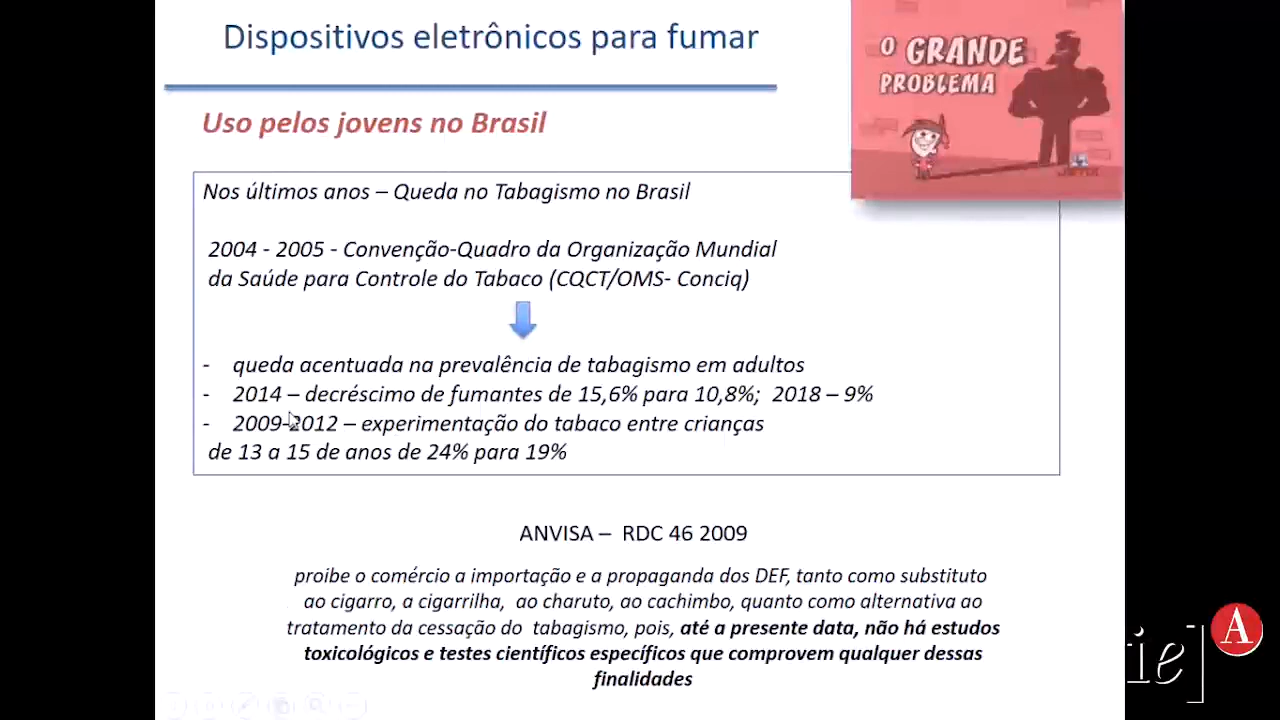 Dispositivos eletrônicos para fumar
O GRANDE
PROBLEMA
Uso pelos jovens no Brasil
Nos últimos anos – Queda no Tabagismo no Brasil
2004 - 2005 - Convenção-Quadro da Organização Mundial
da Saúde para Controle do Tabaco (CQCT/OMS- Conciq)
- queda acentuada na prevalência de tabagismo em adultos
- 2014 – decréscimo de fumantes de 15,6% para 10,8%; 2018 – 9%
- 2009-2012 – experimentação do tabaco entre crianças
de 13 a 15 de anos de 24% para 19%
ANVISA – RDC 46 2009
proibe o comércio a importação e a propaganda dos DEF, tanto como substituto
ao cigarro, a cigarrilha, ao charuto, ao cachimbo, quanto como alternativa ao
tratamento da cessação do tabagismo, pois, até a presente data, não há estudos
toxicológicos e testes científicos específicos que comprovem qualquer dessas
finalidades
A
ie]